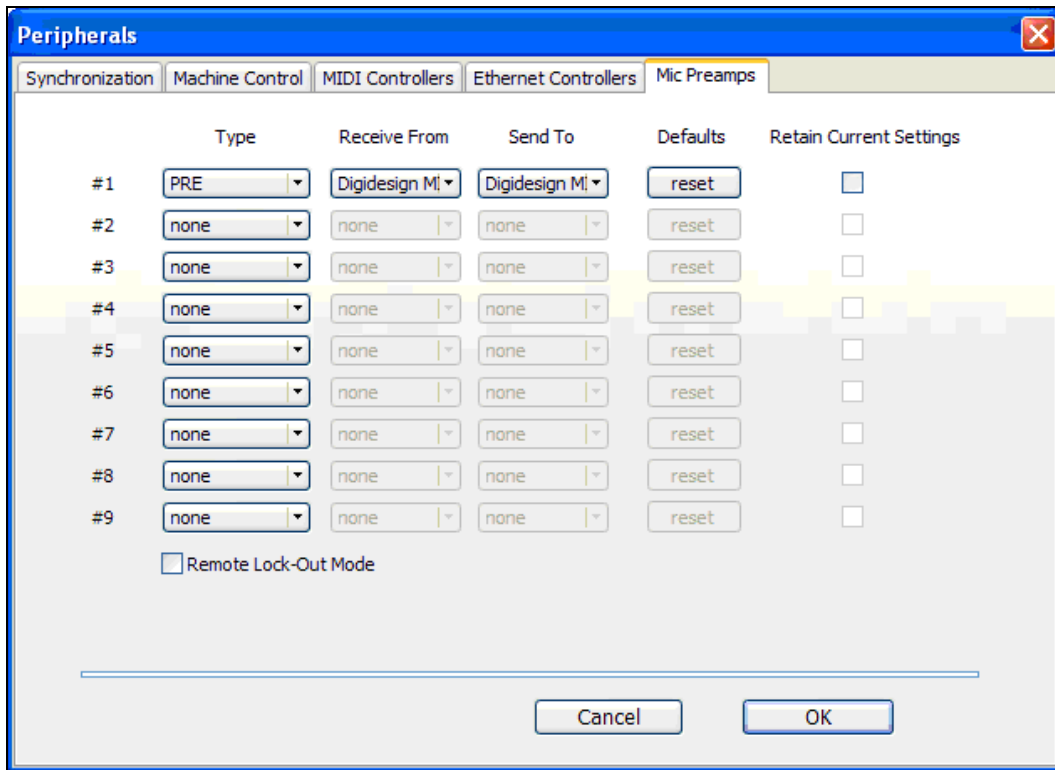 Peripherals
Synchronization Machine Control MIDI Controllers Ethernet Controllers Mic Preamps
Type Receive From Send To Defaults Retain Current Settings
#1 PRE Digidesign MI Digidesign MI reset
#2 none none none reset
#3 none none none reset
#4 none none none reset
#5 none none none reset
#6 none none none reset
#7 none none none reset
#8 none none none reset
#9 none none none reset
Remote Lock-Out Mode
Cancel OK